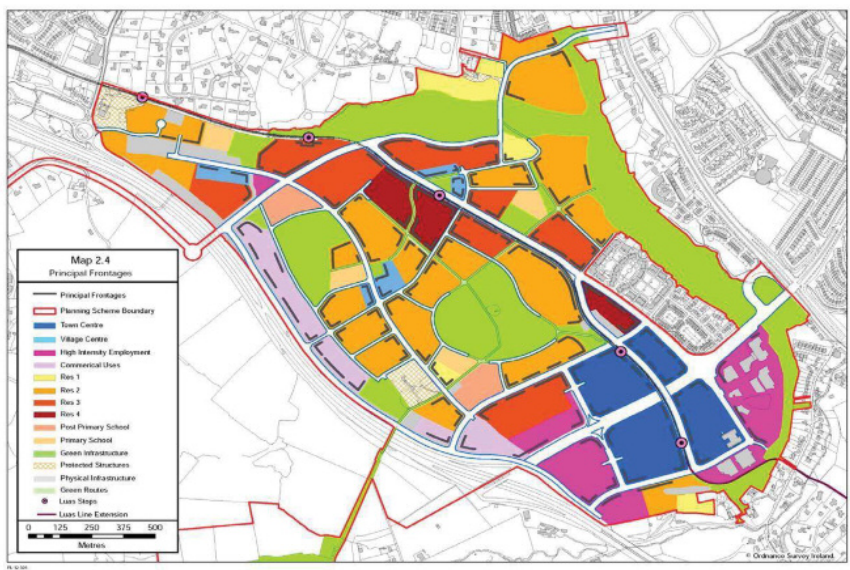 Map 2.4
Principal Frontages
Principal Frontages
Planning Scheme Boundary
Town Centre
Village Centre
High Intensity Employment
Commerical Uses
Res 1
Res 2
Res 3
Res 4
Post Primary School
Primary School
Green Infrastructure
Protected Structures
Physical Infrastructure
Green Routes
Luas Stops
Luas Line Extension
0 125 250 375 500
Metres
© Ordnance Survey Ireland